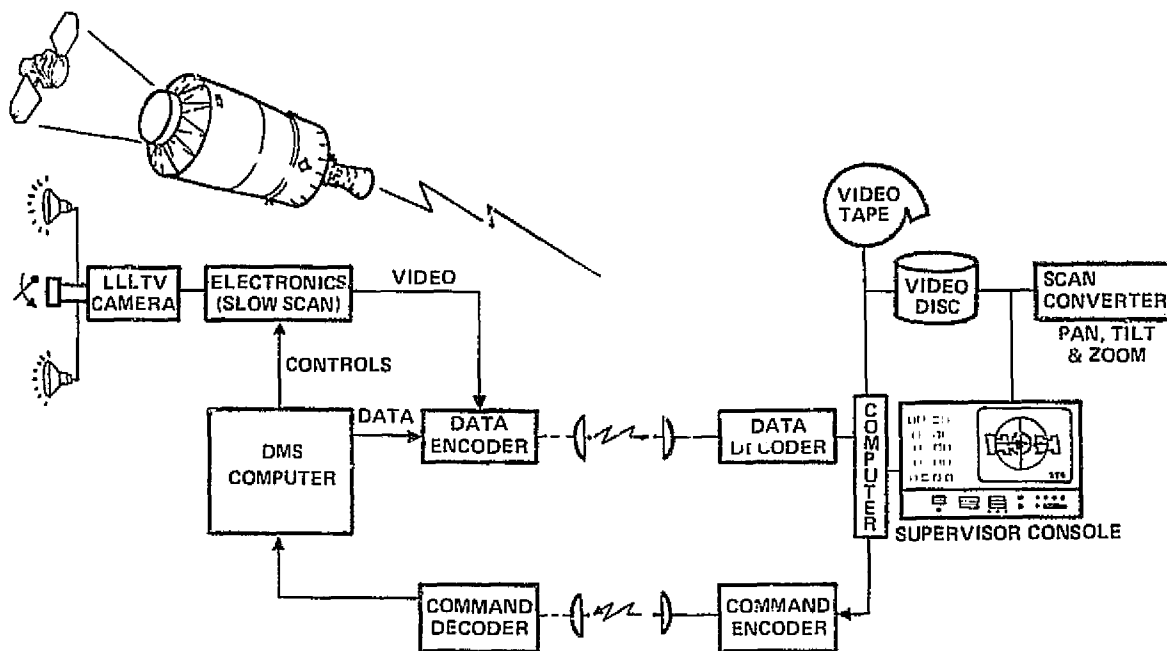 VIDEO
TAPE
LLLTV
CAMERA
ELECTRONICS
(SLOW SCAN)
VIDEO
VIDEO
DISC
SCAN
CONVERTER
PAN, TILT
& ZOOM
CONTROLS
DMS
COMPUTER
DATA
DATA
ENCODER
DATA
COMPUTER
SUPERVISOR CONSOLE
COMMAND
DECODER
COMMAND
ENCODER